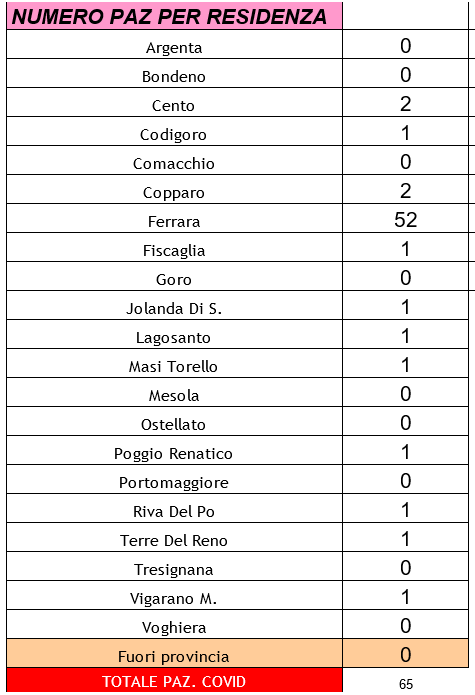 NUMERO PAZ PER RESIDENZA
Argenta 0
Bondeno 0
Cento 2
Codigoro 1
Comacchio 0
Copparo 2
Ferrara 52
Fiscaglia 1
Goro 0
Jolanda Di S. 1
Lagosanto 1
Masi Torello 1
Mesola 0
Ostellato 0
Poggio Renatico 1
Portomaggiore 0
Riva Del Po 1
Terre Del Reno 1
Tresignana 0
Vigarano M. 1
Voghiera 0
Fuori provincia 0
TOTALE PAZ. COVID 65